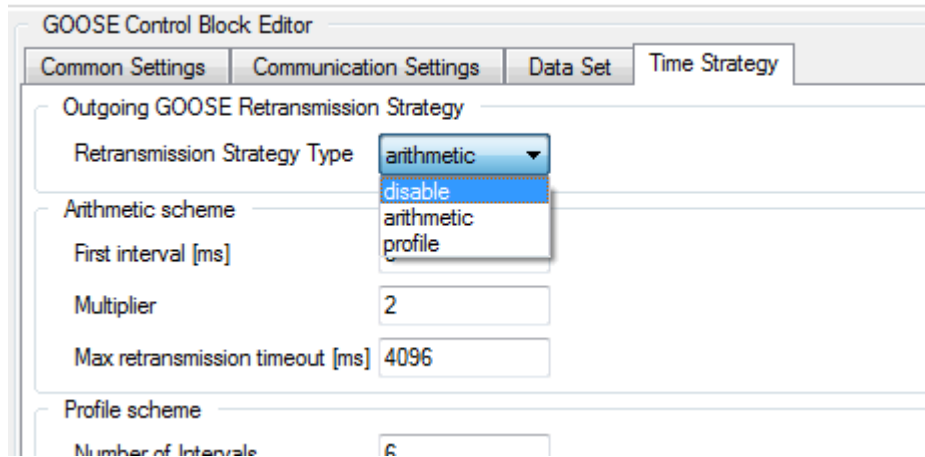 GOOSE Control Block Editor
Common Settings Communication Settings Data Set Time Strategy
Outgoing GOOSE Retransmission Strategy
Retransmission Strategy Type arithmetic
disable
arithmetic
profile
Arithmetic scheme
First interval [ms]
Multiplier 2
Max retransmission timeout [ms] 4096
Profile scheme
Number of Intervals 6